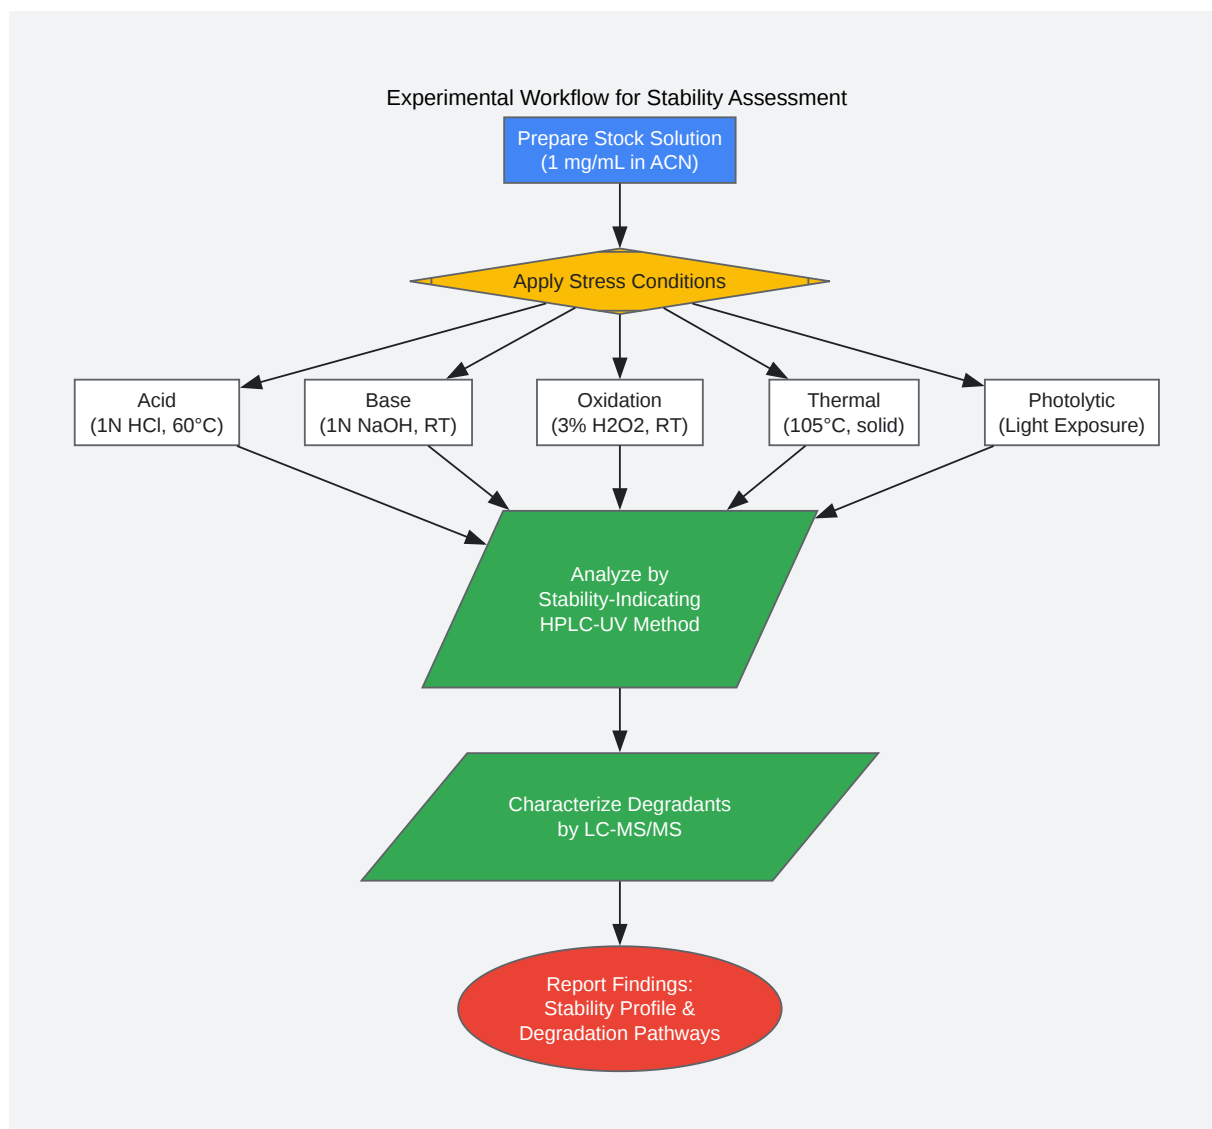 Experimental Workflow for Stability Assessment
Prepare Stock Solution
(1 mg/mL in ACN)
Apply Stress Conditions
Acid
(1N HCl, 60°C)
Base
(1N NaOH, RT)
Oxidation
(3% H2O2, RT)
Thermal
(105°C, solid)
Photolytic
(Light Exposure)
Analyze by
Stability-Indicating
HPLC-UV Method
Characterize Degradants
by LC-MS/MS
Report Findings:
Stability Profile &
Degradation Pathways